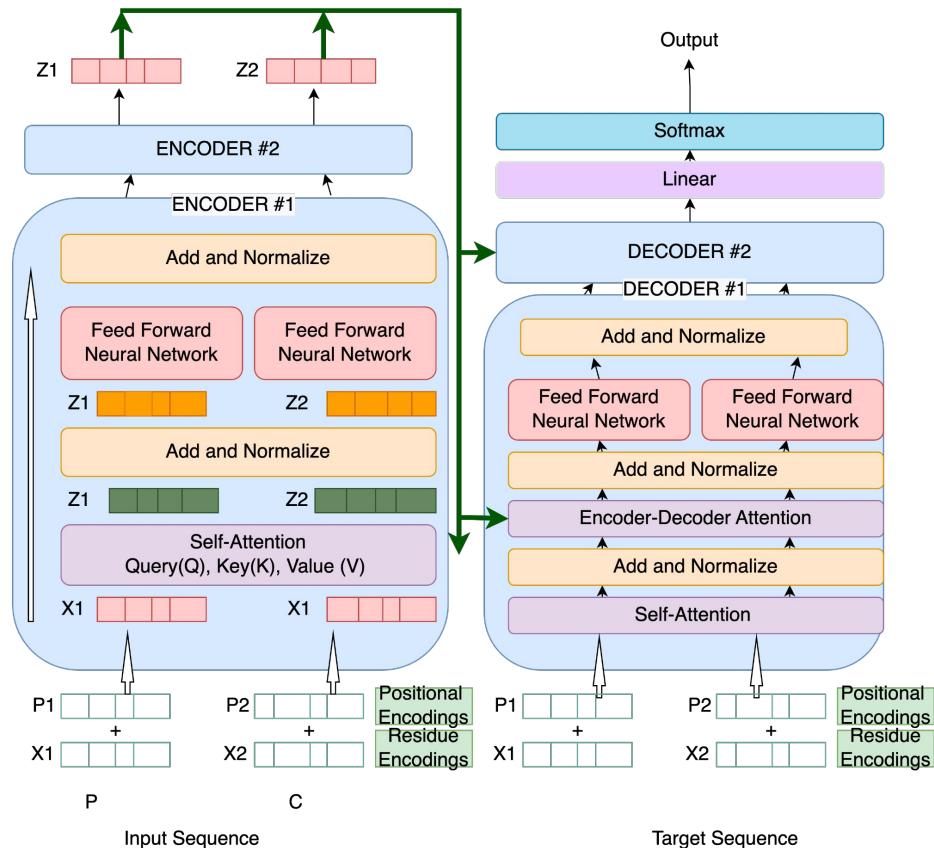 Z1
Z2
ENCODER #2
ENCODER #1
Add and Normalize
Feed Forward
Neural Network
Feed Forward
Neural Network
Z1
Z2
Add and Normalize
Z1
Z2
Self-Attention
Query(Q), Key(K), Value (V)
X1
X1
P1
P2
Positional
Encodings
+
+
X1
X2
Residue
Encodings
P
C
Input Sequence
Output
Softmax
Linear
DECODER #2
DECODER #1
Add and Normalize
Feed Forward
Neural Network
Feed Forward
Neural Network
Add and Normalize
Encoder-Decoder Attention
Add and Normalize
Self-Attention
P1
P2
Positional
Encodings
+
+
X1
X2
Residue
Encodings
Target Sequence